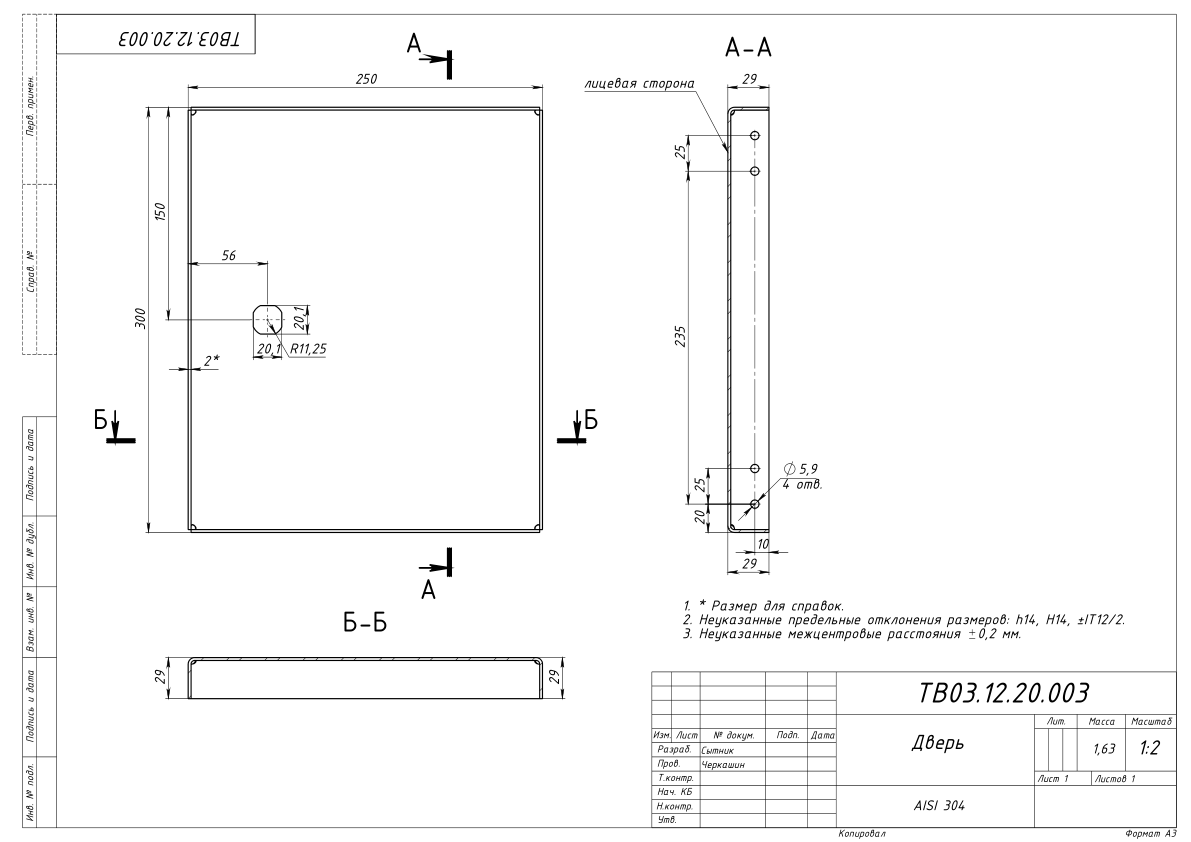 ТВ03.12.20.003
Перв. примен.
Справ. №
Подпись и дата
Инв. № дубл.
Взам. инв. №
Подпись и дата
Инв. № подл.
А
250
300
150
56
20,1
20,1
R11,25
2*
Б
Б
А
А-А
лицевая сторона
29
25
235
25
20
∅ 5,9
4 отв.
10
29
Б-Б
29
29
1. * Размер для справок.
2. Неуказанные предельные отклонения размеров: h14, H14, ±IT12/2.
3. Неуказанные межцентровые расстояния ±0,2 мм.
ТВ03.12.20.003
Изм. Лист № докум. Подп. Дата
Разраб. Сытник
Пров. Черкашин
Т.контр.
Нач. КБ
Н.контр.
Утв.
Дверь
AISI 304
Лит. Масса Масштаб
1,63 1:2
Лист 1 Листов 1
Копировал Формат А3